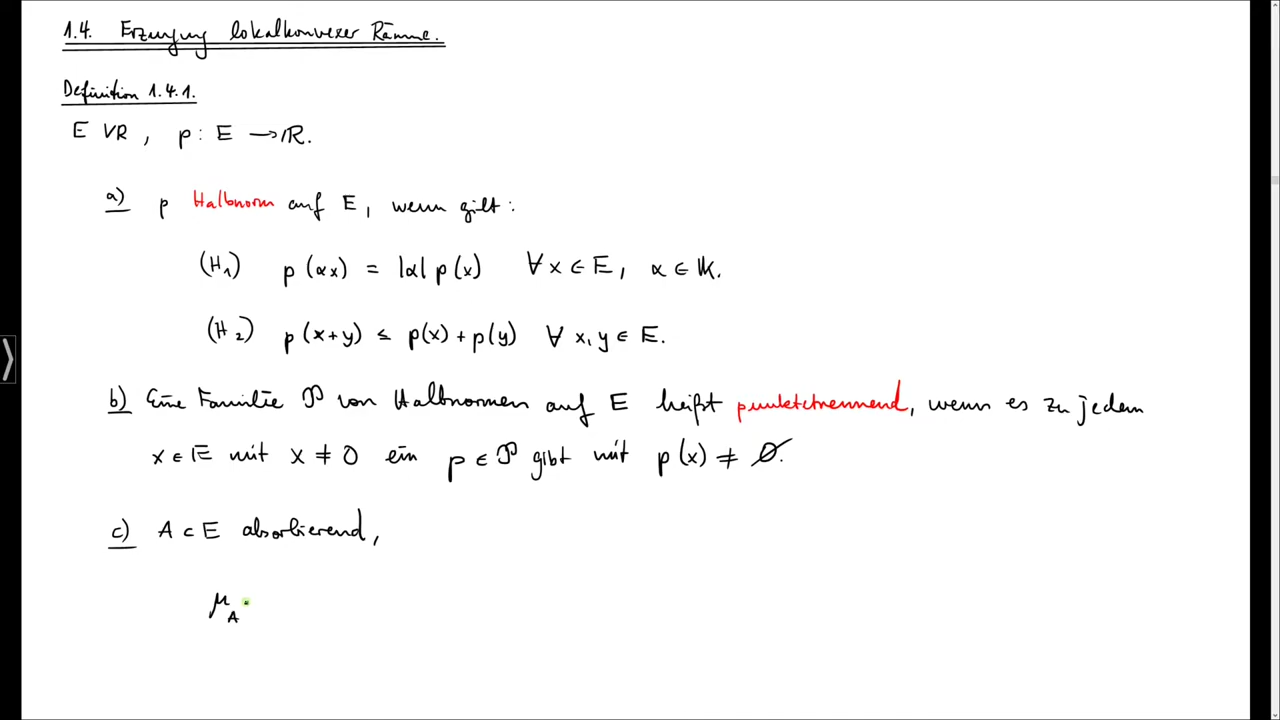 1.4. Erzeugung lokalkonvexer Räume.
Definition 1.4.1.
E VR, p: E → ℝ.
a) p Halbnorm auf E, wenn gilt:
(H₁) p(αx) = |α| p(x) ∀ x ∈ E, α ∈ 𝕂.
(H₂) p(x+y) ≤ p(x) + p(y) ∀ x, y ∈ E.
b) Eine Familie 𝒫 von Halbnormen auf E heißt punktetrennend, wenn es zu jedem
x ∈ E mit x ≠ 0 ein p ∈ 𝒫 gibt mit p(x) ≠ 0.
c) A ⊂ E absorbierend,
μ_A